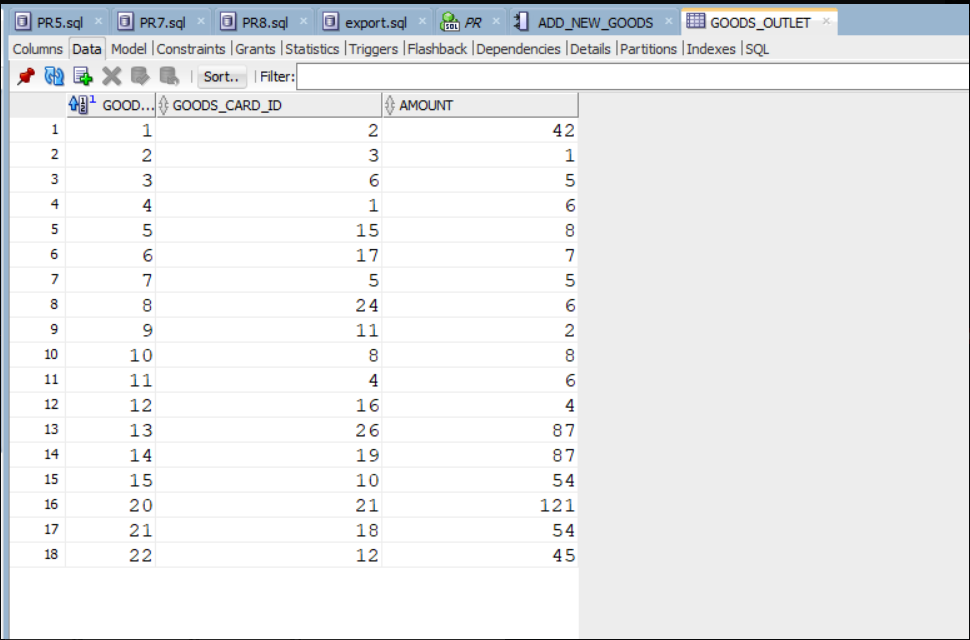 PR5.sql PR7.sql PR8.sql export.sql PR ADD_NEW_GOODS GOODS_OUTLET
Columns Data Model Constraints Grants Statistics Triggers Flashback Dependencies Details Partitions Indexes SQL
Sort.. Filter:
GOOD... GOODS_CARD_ID AMOUNT
1 1 2 42
2 2 3 1
3 3 6 5
4 4 1 6
5 5 15 8
6 6 17 7
7 7 5 5
8 8 24 6
9 9 11 2
10 10 8 8
11 11 4 6
12 12 16 4
13 13 26 87
14 14 19 87
15 15 10 54
16 20 21 121
17 21 18 54
18 22 12 45